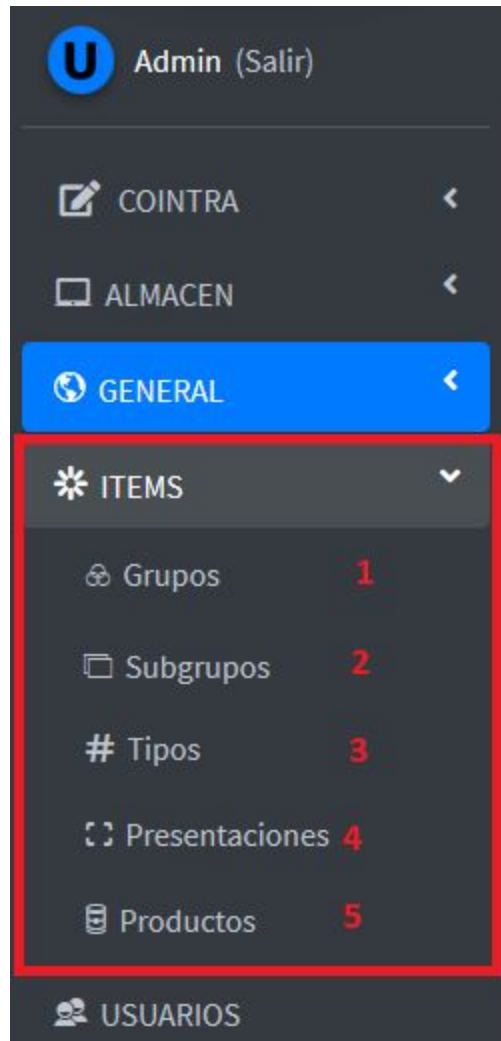 U Admin (Salir)
COINTRA
ALMACEN
GENERAL
ITEMS
Grupos 1
Subgrupos 2
# Tipos 3
Presentaciones 4
Productos 5
USUARIOS